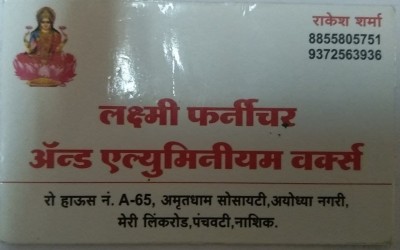 राकेश शर्मा
8855805751
9372563936
लक्ष्मी फर्नीचर
ॲन्ड एल्युमिनीयम वर्क्स
रो हाऊस नं. A-65, अमृतधाम सोसायटी,अयोध्या नगरी,
मेरी लिंकरोड,पंचवटी,नाशिक.